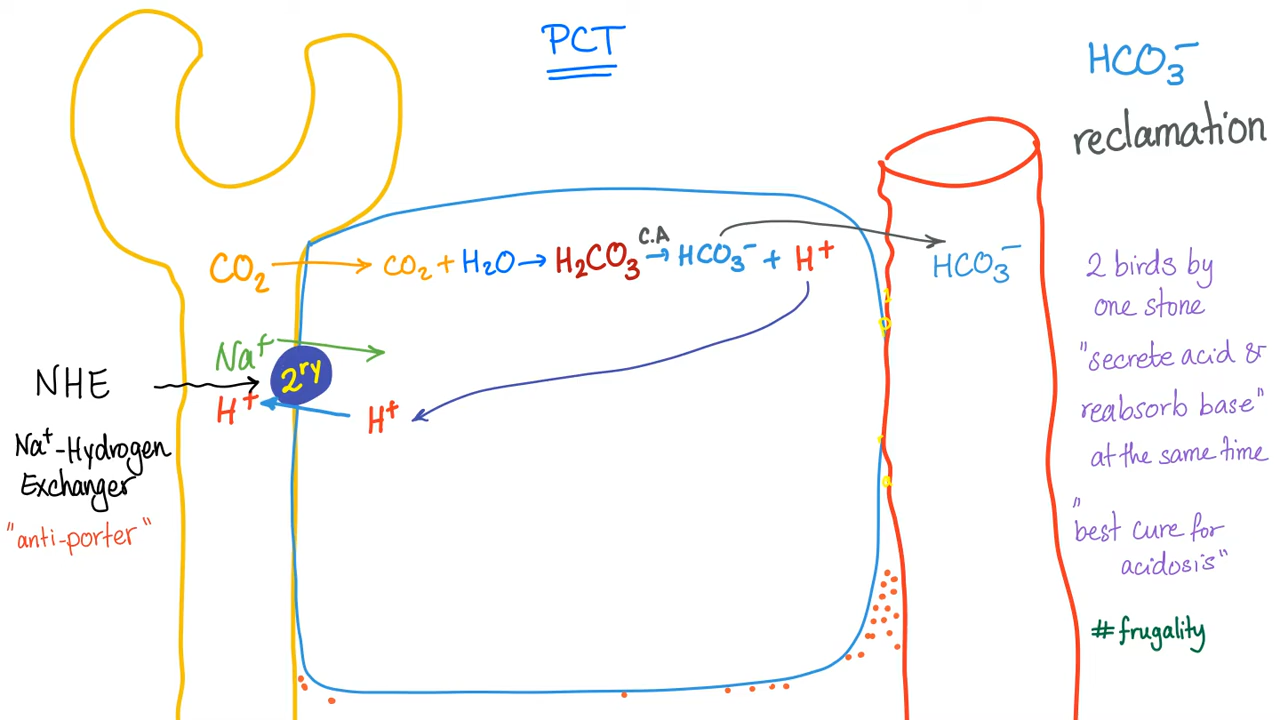 PCT
HCO₃⁻
reclamation
CO₂ → CO₂ + H₂O → H₂CO₃ C.A → HCO₃⁻ + H⁺
HCO₃⁻
Na⁺
2ʳʸ
H⁺
H⁺
NHE
Na⁺-Hydrogen
Exchanger
"anti-porter"
2 birds by
one stone
"secrete acid &
reabsorb base"
at the same time
"best cure for
acidosis"
#frugality